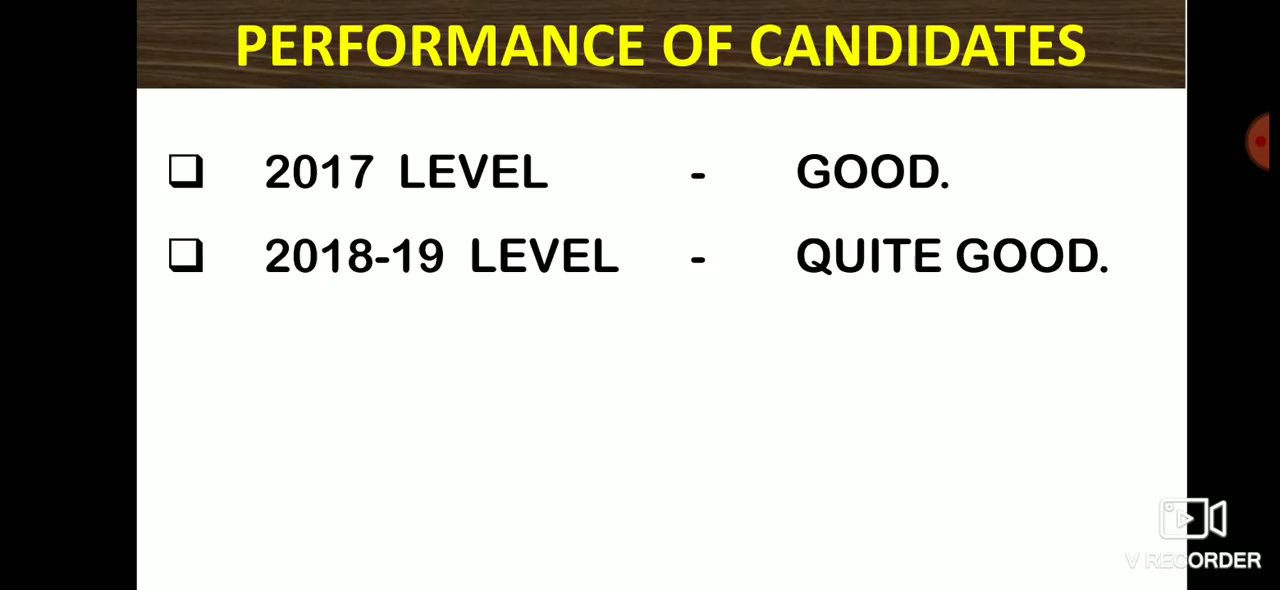 PERFORMANCE OF CANDIDATES
2017 LEVEL - GOOD.
2018-19 LEVEL - QUITE GOOD.
V RECORDER